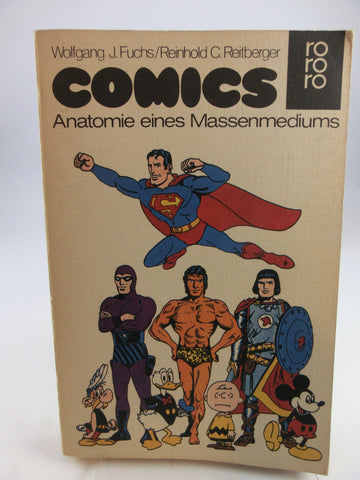 Wolfgang J. Fuchs/Reinhold C. Reitberger
ro
ro
ro
COMICS
Anatomie eines Massenmediums
S